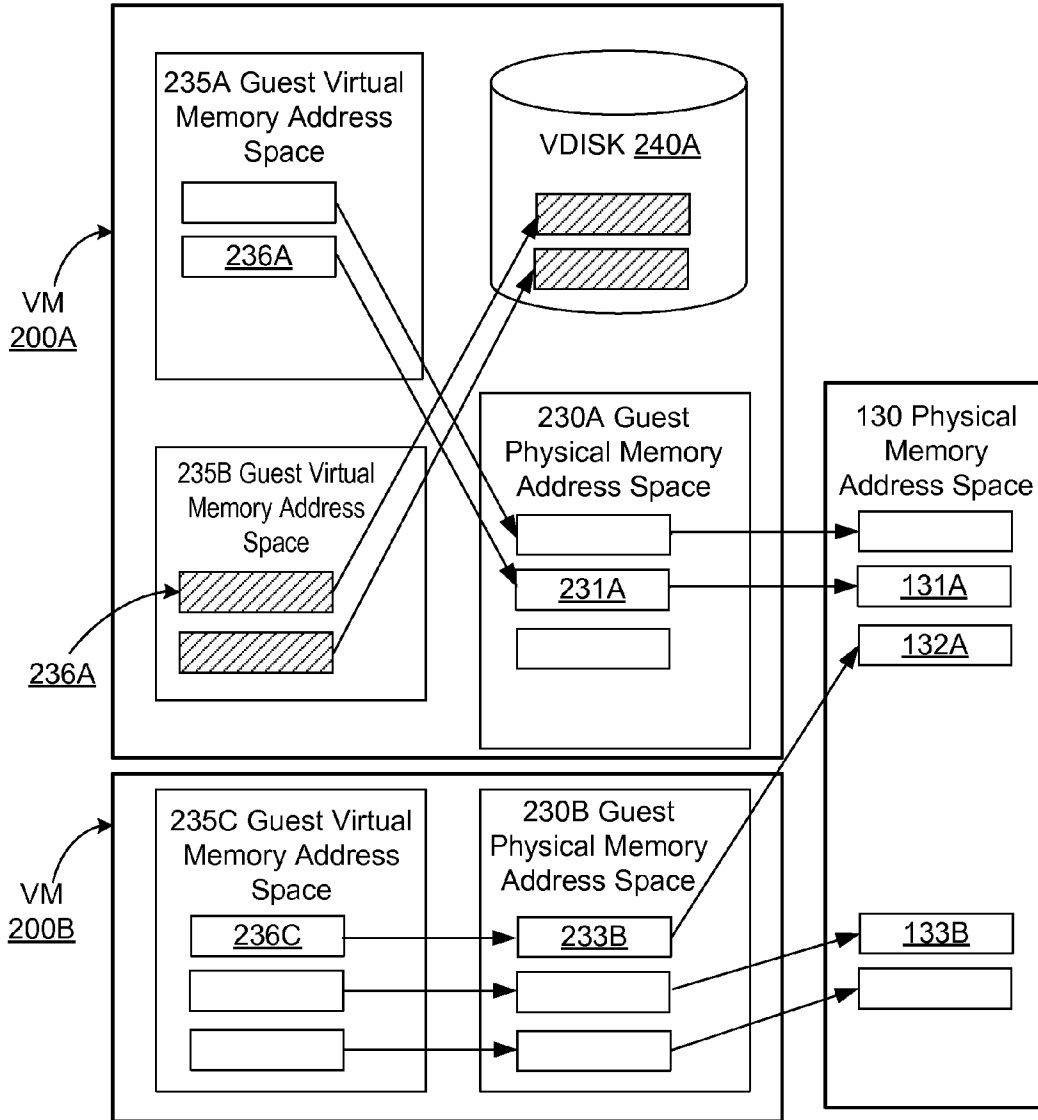 235A Guest Virtual
Memory Address
Space
236A
VDISK 240A
VM
200A
235B Guest Virtual
Memory Address
Space
236A
230A Guest
Physical Memory
Address Space
231A
130 Physical
Memory
Address Space
131A
132A
133B
VM
200B
235C Guest Virtual
Memory Address
Space
236C
230B Guest
Physical Memory
Address Space
233B